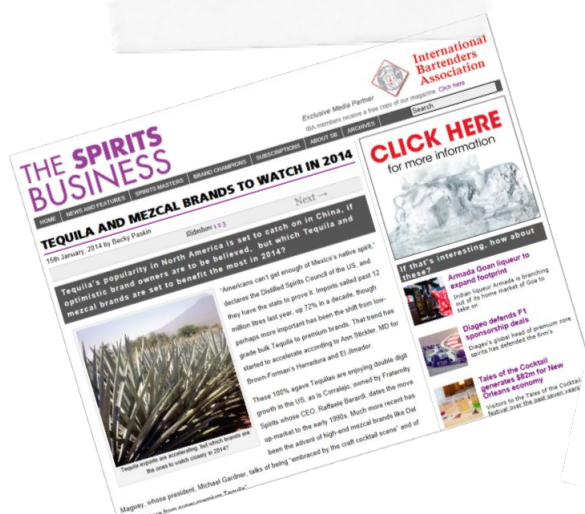 International
Bartenders
Association
Exclusive Media Partner
IBA members receive a free copy of our magazine. Click here
THE SPIRITS
BUSINESS
Search
HOME
NEWS AND FEATURES
SPIRITS MASTERS
BRAND CHAMPIONS
SUBSCRIPTIONS
ABOUT SB
ARCHIVES
TEQUILA AND MEZCAL BRANDS TO WATCH IN 2014
15th January, 2014 by Becky Paskin
Slideshow 1 2 3
Next →
Tequila's popularity in North America is set to catch on in China, if
optimistic brand owners are to be believed, but which Tequila and
mezcal brands are set to benefit the most in 2014?
Tequila exports are accelerating, but which brands are
the ones to watch closely in 2014?
"Americans can't get enough of Mexico's native spirit,"
declares the Distilled Spirits Council of the US, and
they have the stats to prove it. Imports sailed past 12
million litres last year, up 72% in a decade, though
perhaps more important has been the shift from low-
grade bulk Tequila to premium brands. That trend has
started to accelerate according to Ann Stickler, MD for
Brown-Forman's Herradura and El Jimador.
These 100% agave Tequilas are enjoying double digit
growth in the US, as is Corralejo, owned by Fraternity
Spirits whose CEO, Raffaele Berardi, dates the move
up-market to the early 1990s. Much more recent has
been the advent of high-end mezcal brands like Del
Maguey, whose president, Michael Gardner, talks of being "embraced by the craft cocktail scene" and of
from super-premium Tequila"
CLICK HERE
for more information
If that's interesting, how about
these?
Armada Goan liqueur to
expand footprint
Indian liqueur Armada is branching
out of its home market of Goa to
take on
Diageo defends F1
sponsorship deals
Diageo's global head of premium core
spirits has defended the firm's
Tales of the Cocktail
generates $82m for New
Orleans economy
Visitors to the Tales of the Cocktail
festival over the past seven years